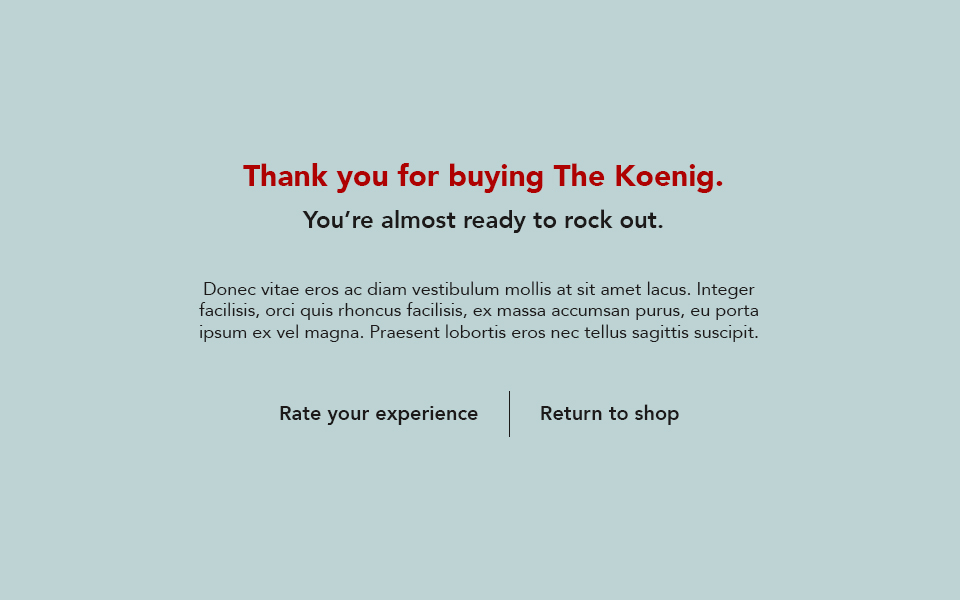 Thank you for buying The Koenig.
You’re almost ready to rock out.
Donec vitae eros ac diam vestibulum mollis at sit amet lacus. Integer
facilisis, orci quis rhoncus facilisis, ex massa accumsan purus, eu porta
ipsum ex vel magna. Praesent lobortis eros nec tellus sagittis suscipit.
Rate your experience
Return to shop